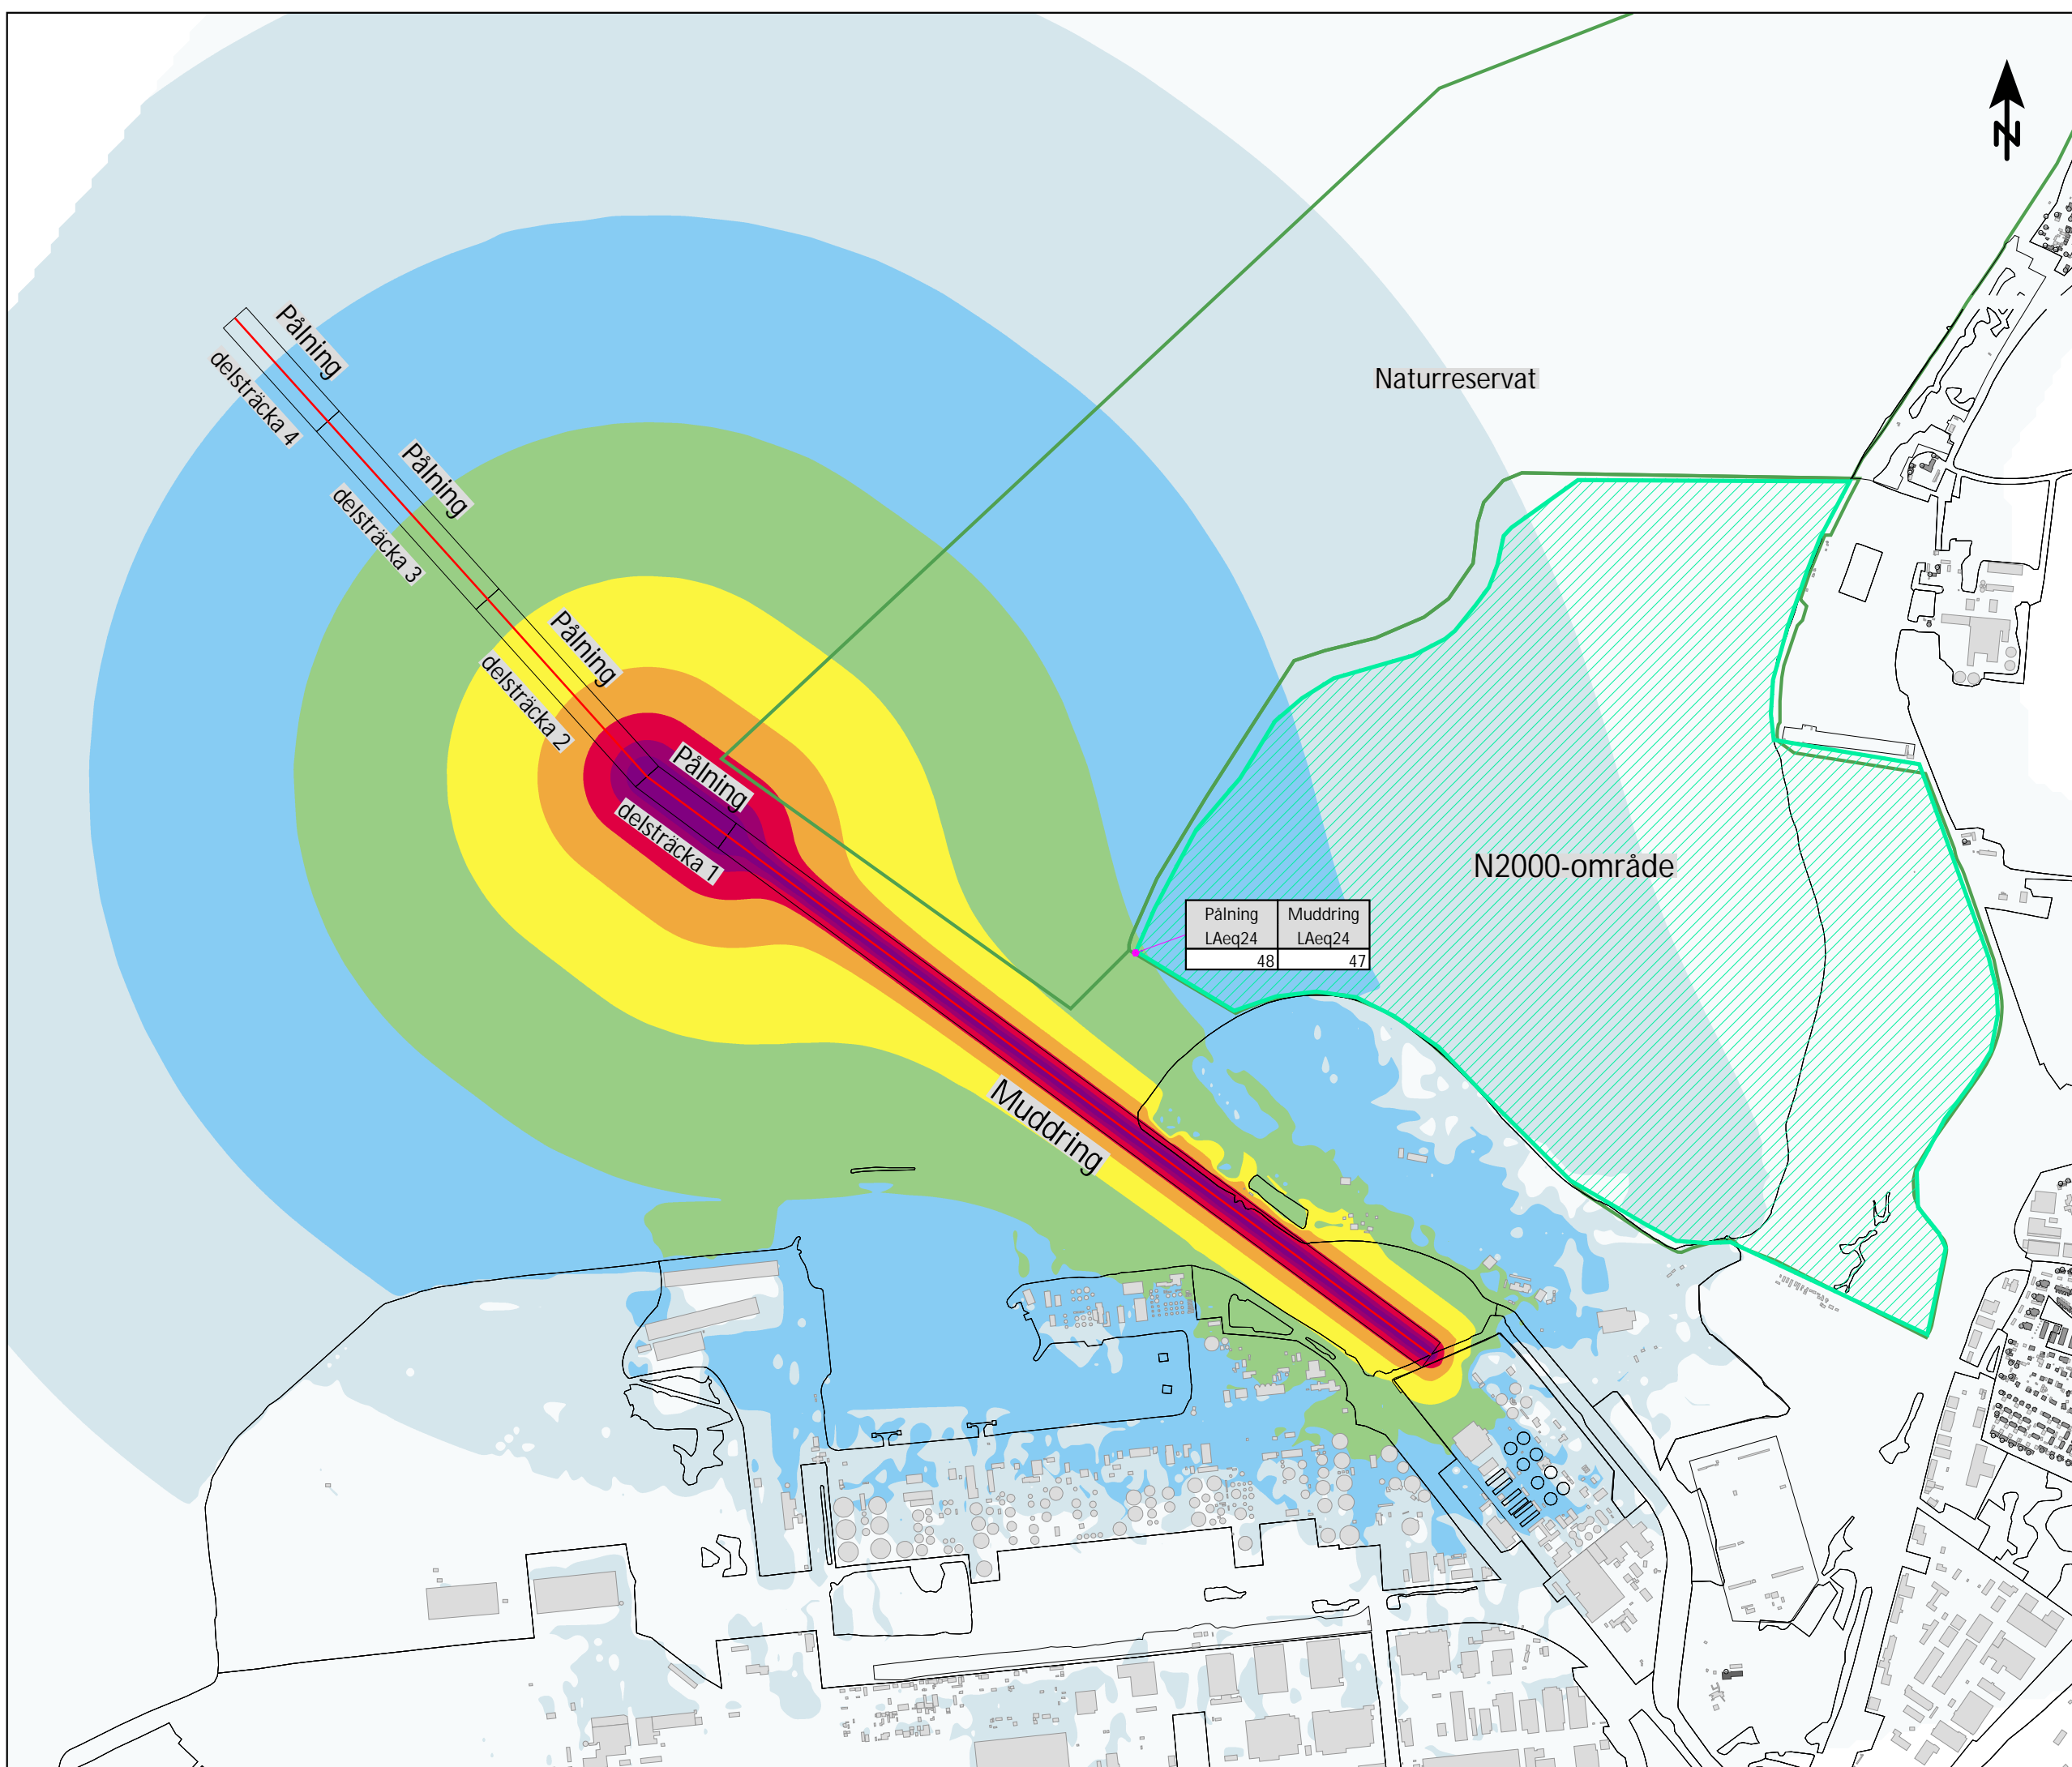 N
Pålning
delsträcka 4
Naturreservat
Pålning
delsträcka 3
Pålning
delsträcka 2
Pålning
delsträcka 1
N2000-område
Pålning Muddring
LAeq24 LAeq24
48 47
Muddring